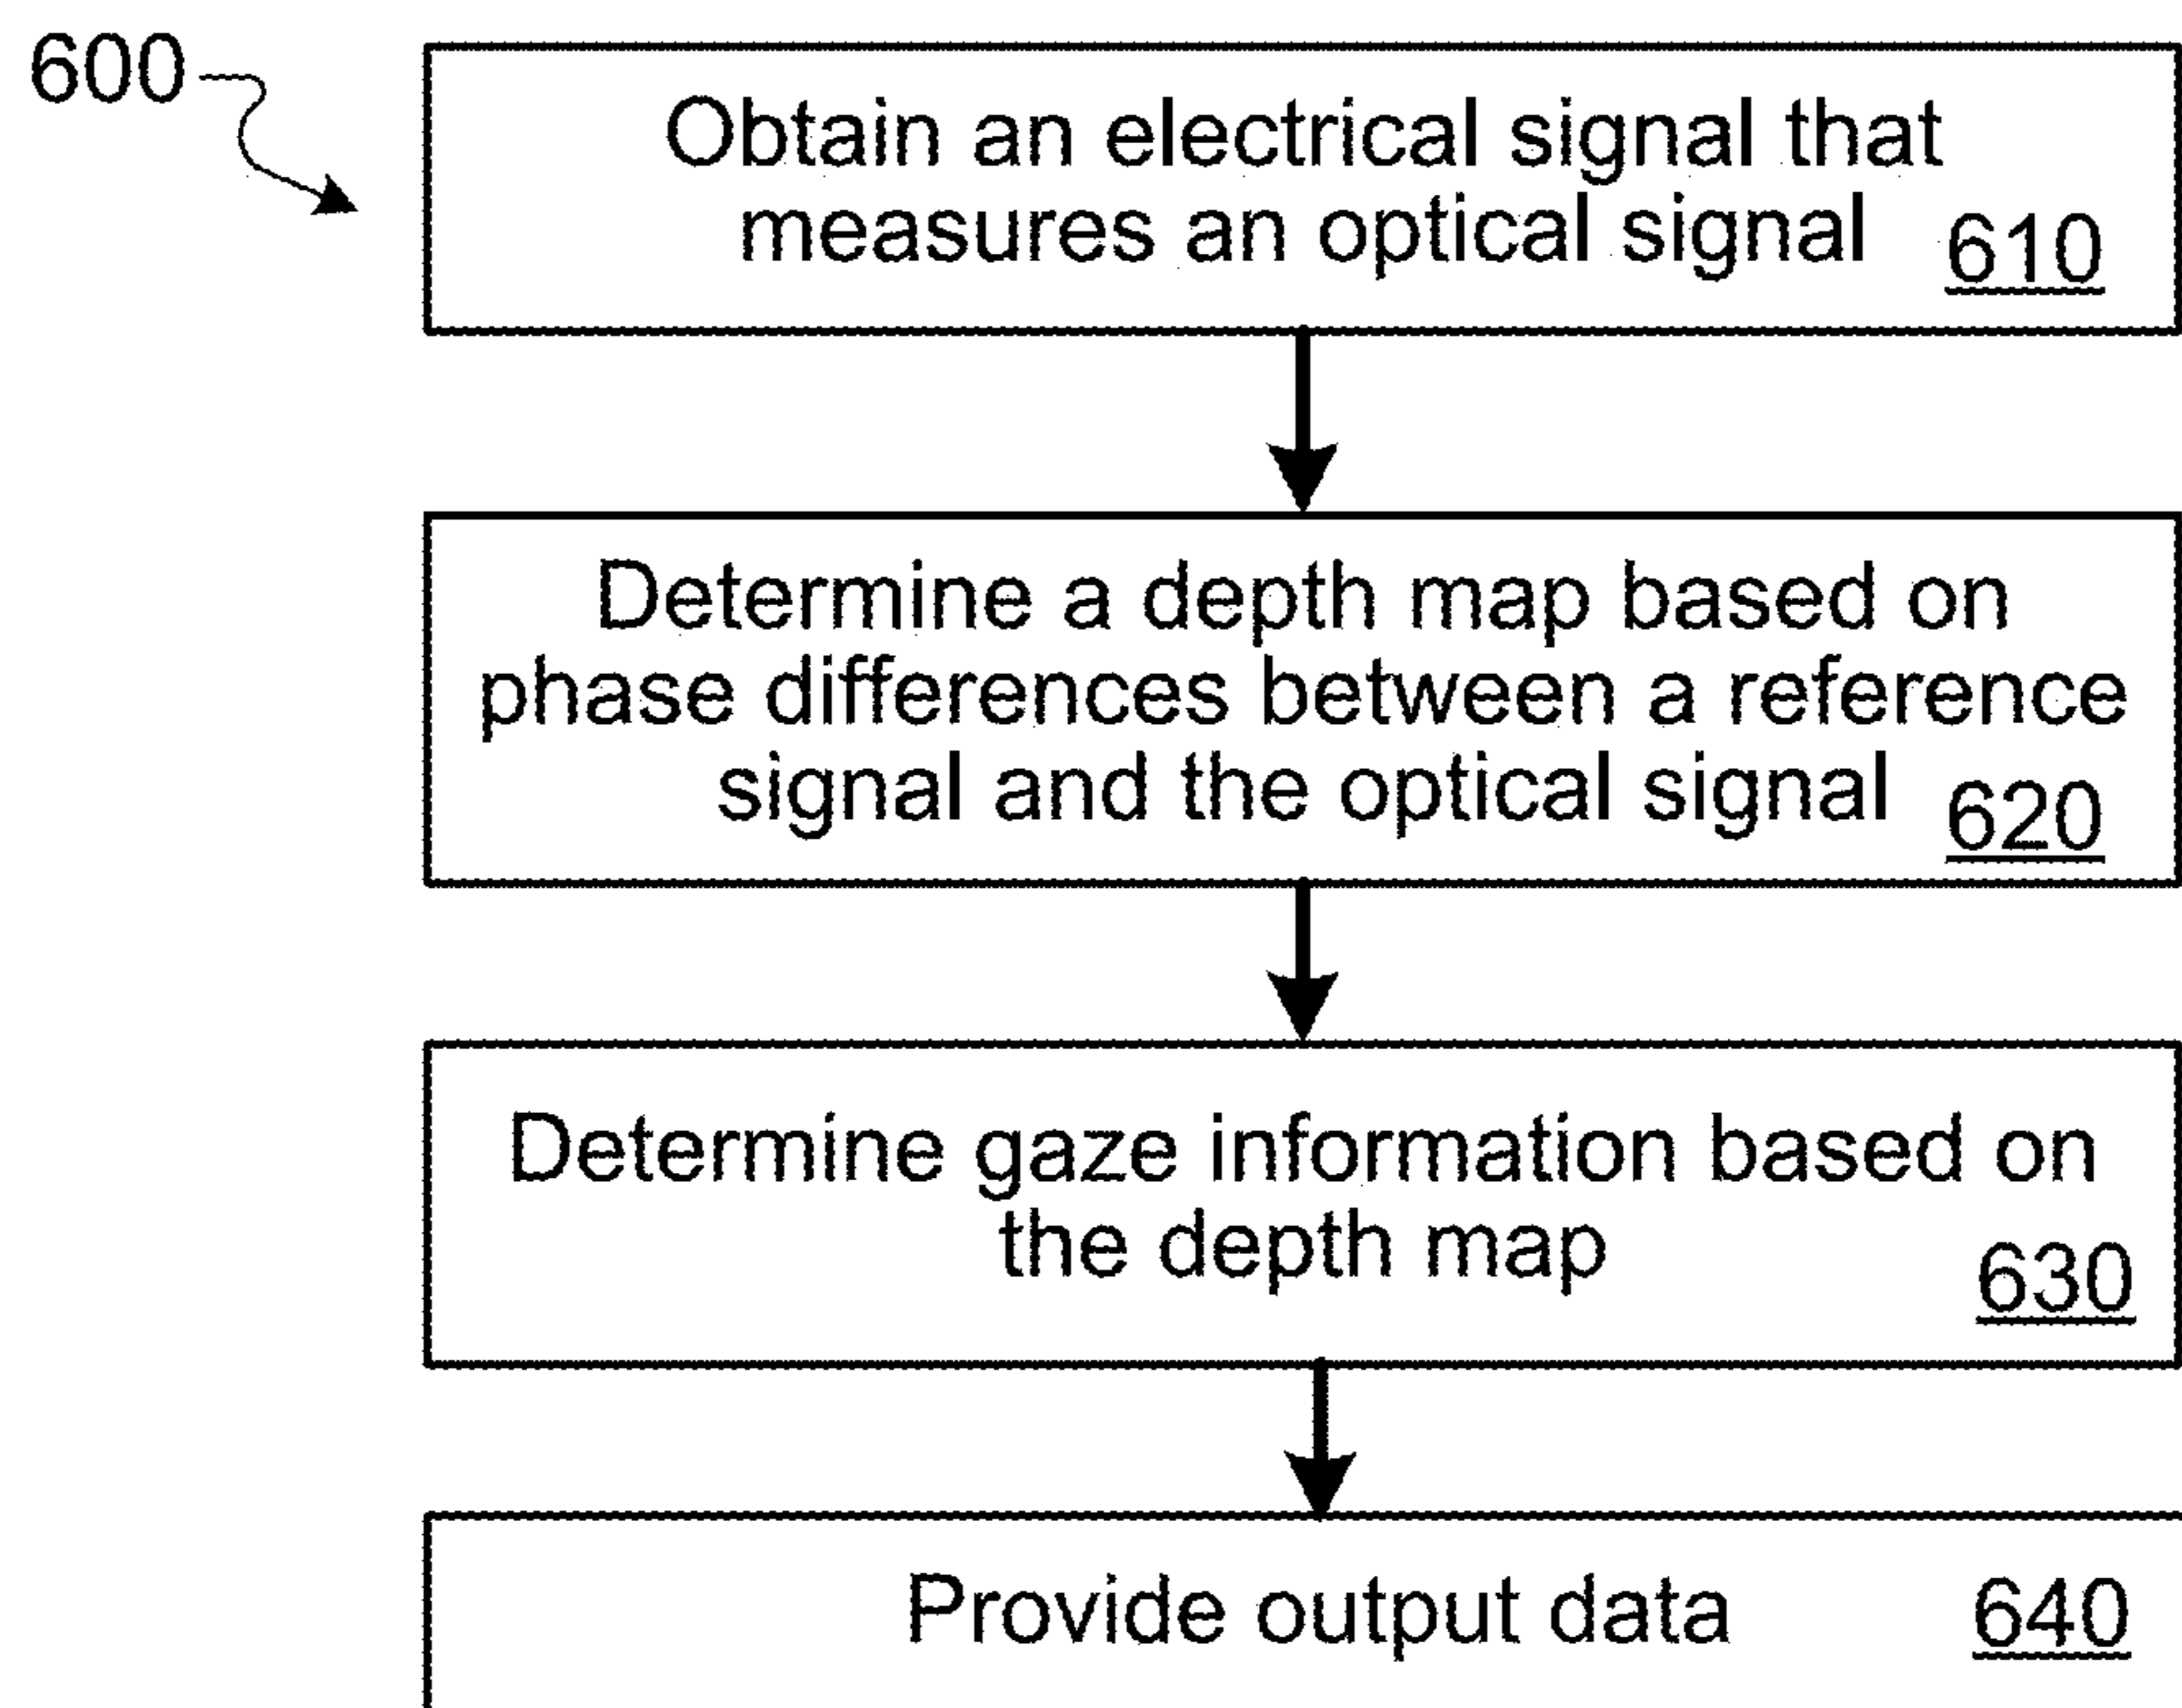 600
Obtain an electrical signal that
measures an optical signal 610
Determine a depth map based on
phase differences between a reference
signal and the optical signal 620
Determine gaze information based on
the depth map 630
Provide output data 640